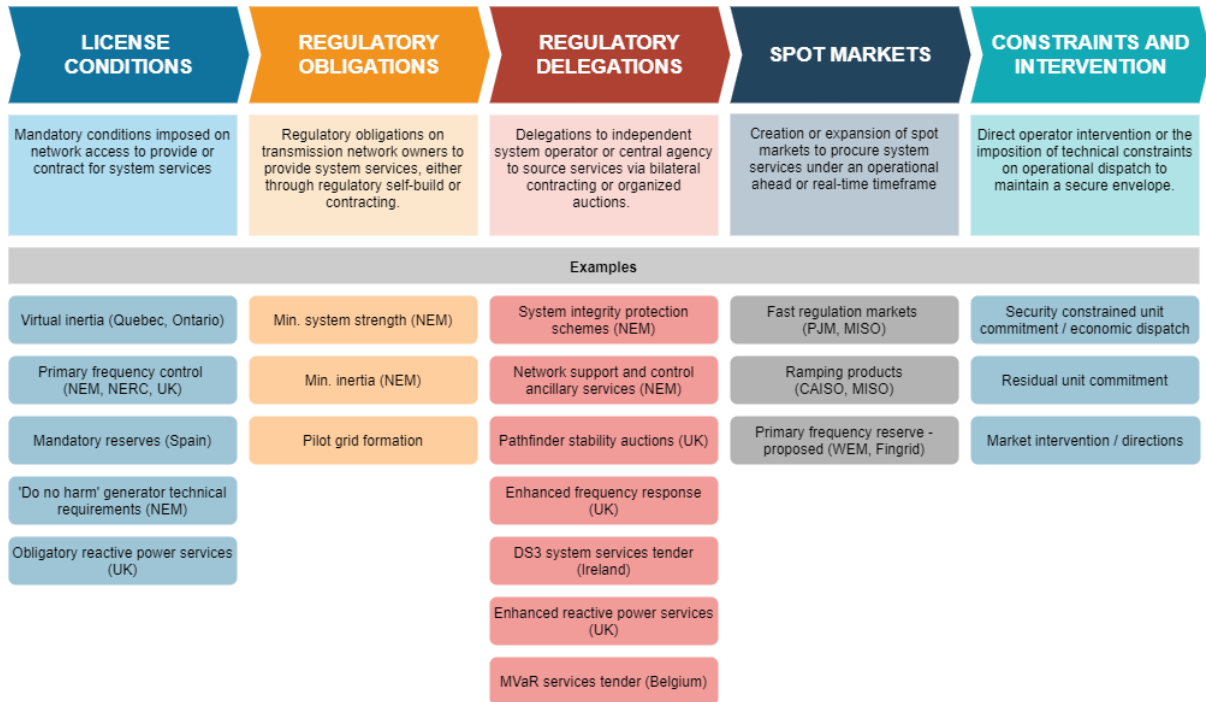 LICENSE
CONDITIONS
REGULATORY
OBLIGATIONS
REGULATORY
DELEGATIONS
SPOT MARKETS
CONSTRAINTS AND
INTERVENTION
Mandatory conditions imposed on
network access to provide or
contract for system services
Regulatory obligations on
transmission network owners to
provide system services, either
through regulatory self-build or
contracting.
Delegations to independent
system operator or central agency
to source services via bilateral
contracting or organized
auctions.
Creation or expansion of spot
markets to procure system
services under an operational
ahead or real-time timeframe
Direct operator intervention or the
imposition of technical constraints
on operational dispatch to
maintain a secure envelope.
Examples
Virtual inertia (Quebec, Ontario)
Primary frequency control
(NEM, NERC, UK)
Mandatory reserves (Spain)
'Do no harm' generator technical
requirements (NEM)
Obligatory reactive power services
(UK)
Min. system strength (NEM)
Min. inertia (NEM)
Pilot grid formation
System integrity protection
schemes (NEM)
Network support and control
ancillary services (NEM)
Pathfinder stability auctions (UK)
Enhanced frequency response
(UK)
DS3 system services tender
(Ireland)
Enhanced reactive power services
(UK)
MVaR services tender (Belgium)
Fast regulation markets
(PJM, MISO)
Ramping products
(CAISO, MISO)
Primary frequency reserve -
proposed (WEM, Fingrid)
Security constrained unit
commitment / economic dispatch
Residual unit commitment
Market intervention / directions